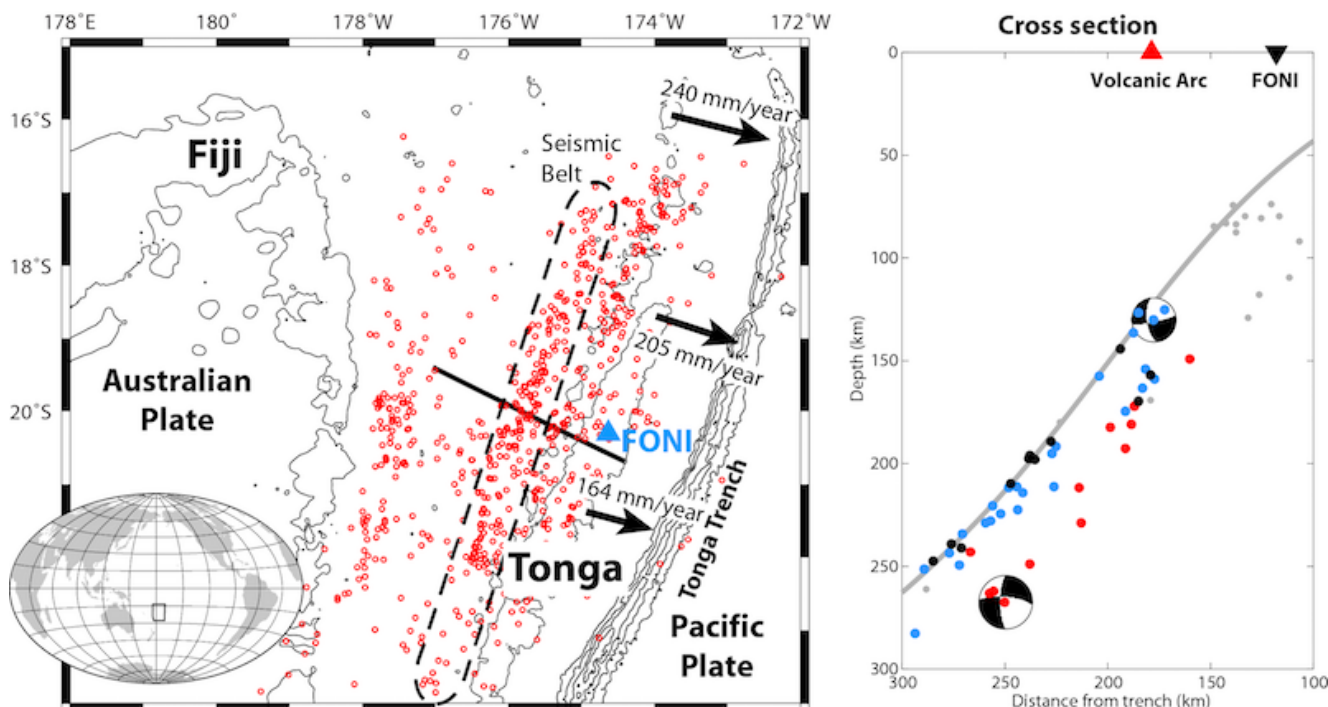 178° E
180°
178°W
176°W
174°W
172°W
16°S
18°S
20°S
Fiji
Seismic
Belt
240 mm/year
205 mm/year
164 mm/year
Australian
Plate
FONI
Tonga
Tonga Trench
Pacific
Plate
Cross section
Volcanic Arc
FONI
0
50
100
150
200
250
300
Depth (km)
300
250
200
150
100
Distance from trench (km)